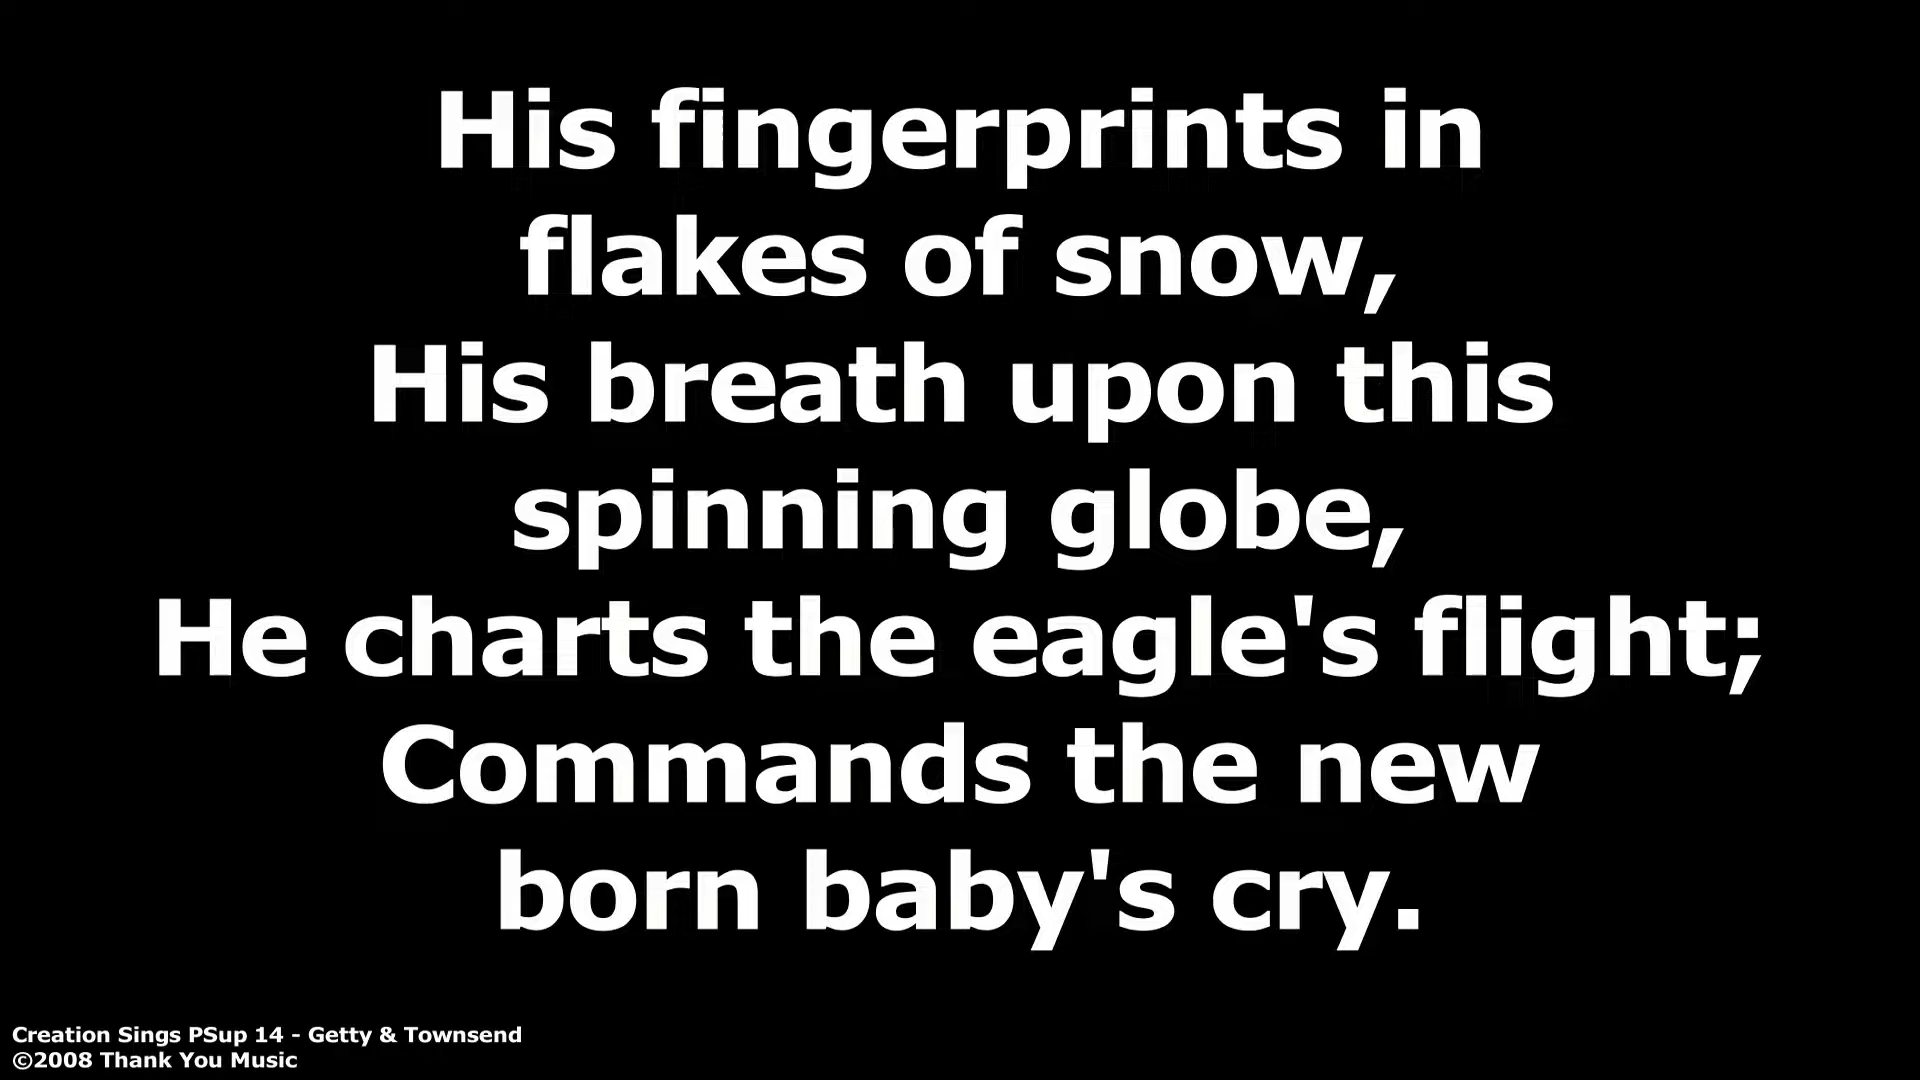 His fingerprints in
flakes of snow,
His breath upon this
spinning globe,
He charts the eagle's flight;
Commands the new
born baby's cry.
Creation Sings PSup 14 - Getty & Townsend
©2008 Thank You Music